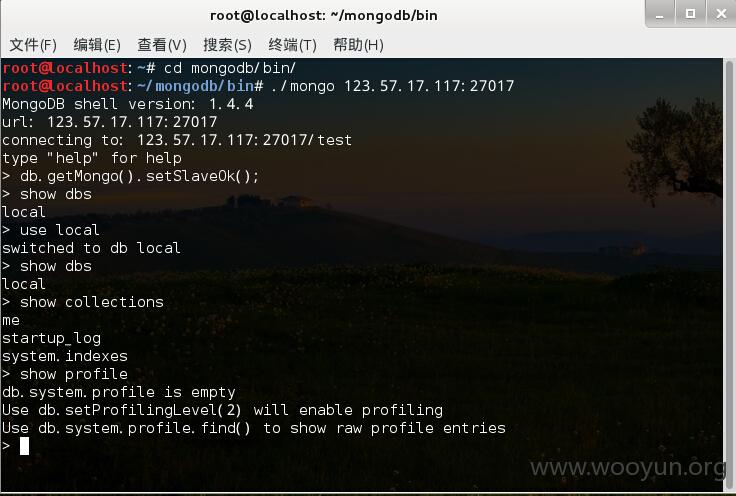 root@localhost: ~/mongodb/bin
文件(F) 编辑(E) 查看(V) 搜索(S) 终端(T) 帮助(H)
root@localhost:~# cd mongodb/bin/
root@localhost:~/mongodb/bin# ./mongo 123.57.17.117:27017
MongoDB shell version: 1.4.4
url: 123.57.17.117:27017
connecting to: 123.57.17.117:27017/test
type "help" for help
> db.getMongo().setSlaveOk();
> show dbs
local
> use local
switched to db local
> show dbs
local
> show collections
me
startup_log
system.indexes
> show profile
db.system.profile is empty
Use db.setProfilingLevel(2) will enable profiling
Use db.system.profile.find() to show raw profile entries
>
www.wooyun.org